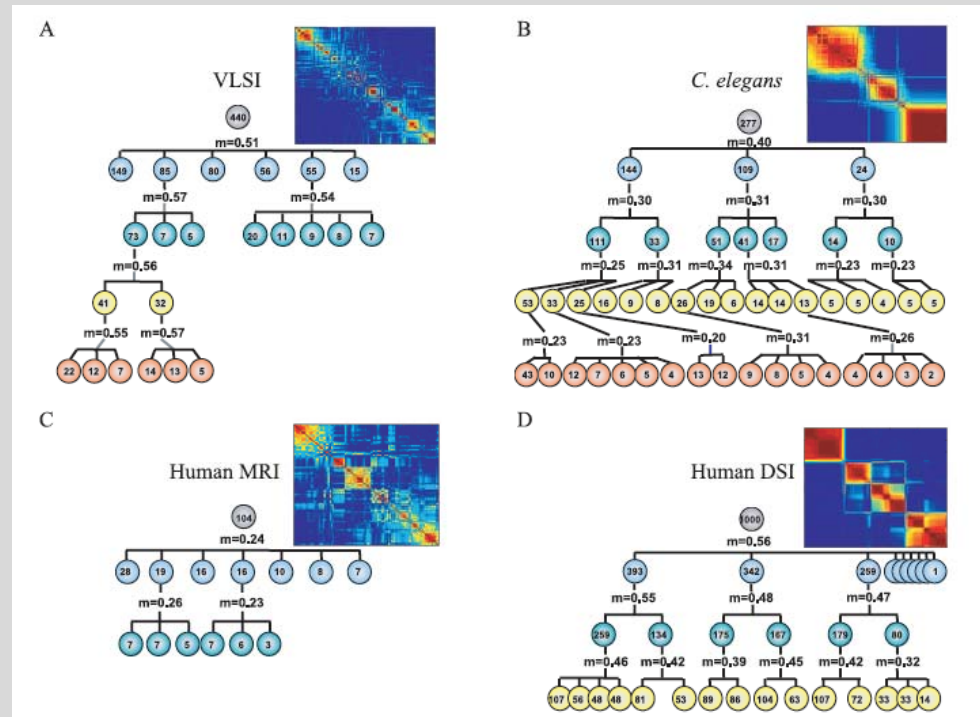 A
VLSI
440
m=0.51
149 85 80 56 55 15
m=0.57 m=0.54
73 7 5 20 11 9 8 7
m=0.56
41 32
m=0.55 m=0.57
22 12 7 14 13 5
B
C. elegans
277
m=0.40
144 109 24
m=0.30 m=0.31 m=0.30
111 33 51 41 17 14 10
m=0.25 m=0.31 m=0.34 m=0.31 m=0.23 m=0.23
53 33 25 16 9 8 26 19 6 14 14 13 5 5 4 5 5
m=0.23 m=0.23 m=0.20 m=0.31 m=0.26
43 10 12 7 6 5 4 13 12 9 8 5 4 4 4 3 2
C
Human MRI
104
m=0.24
28 19 16 16 10 8 7
m=0.26 m=0.23
7 7 5 7 6 3
D
Human DSI
1000
m=0.56
393 342 259 1
m=0.55 m=0.48 m=0.47
259 134 175 167 179 80
m=0.46 m=0.42 m=0.39 m=0.45 m=0.42 m=0.32
107 56 48 48 81 53 89 86 104 63 107 72 33 33 14